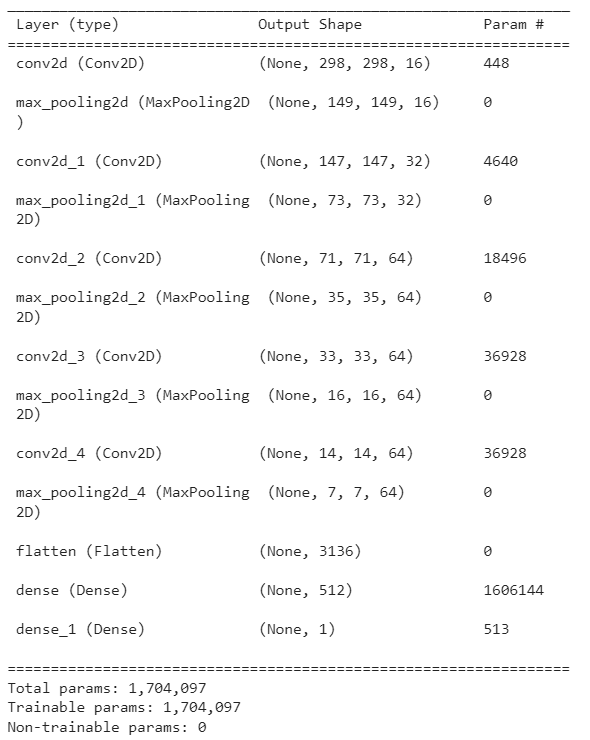 Layer (type) Output Shape Param #
conv2d (Conv2D) (None, 298, 298, 16) 448
max_pooling2d (MaxPooling2D (None, 149, 149, 16) 0
)
conv2d_1 (Conv2D) (None, 147, 147, 32) 4640
max_pooling2d_1 (MaxPooling (None, 73, 73, 32) 0
2D)
conv2d_2 (Conv2D) (None, 71, 71, 64) 18496
max_pooling2d_2 (MaxPooling (None, 35, 35, 64) 0
2D)
conv2d_3 (Conv2D) (None, 33, 33, 64) 36928
max_pooling2d_3 (MaxPooling (None, 16, 16, 64) 0
2D)
conv2d_4 (Conv2D) (None, 14, 14, 64) 36928
max_pooling2d_4 (MaxPooling (None, 7, 7, 64) 0
2D)
flatten (Flatten) (None, 3136) 0
dense (Dense) (None, 512) 1606144
dense_1 (Dense) (None, 1) 513
Total params: 1,704,097
Trainable params: 1,704,097
Non-trainable params: 0